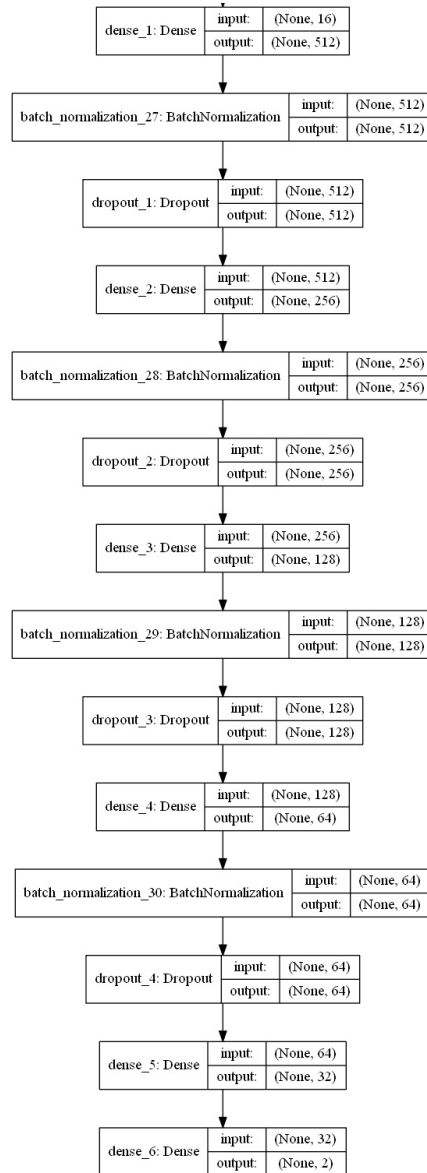 dense_1: Dense input: (None, 16)
output: (None, 512)
batch_normalization_27: BatchNormalization input: (None, 512)
output: (None, 512)
dropout_1: Dropout input: (None, 512)
output: (None, 512)
dense_2: Dense input: (None, 512)
output: (None, 256)
batch_normalization_28: BatchNormalization input: (None, 256)
output: (None, 256)
dropout_2: Dropout input: (None, 256)
output: (None, 256)
dense_3: Dense input: (None, 256)
output: (None, 128)
batch_normalization_29: BatchNormalization input: (None, 128)
output: (None, 128)
dropout_3: Dropout input: (None, 128)
output: (None, 128)
dense_4: Dense input: (None, 128)
output: (None, 64)
batch_normalization_30: BatchNormalization input: (None, 64)
output: (None, 64)
dropout_4: Dropout input: (None, 64)
output: (None, 64)
dense_5: Dense input: (None, 64)
output: (None, 32)
dense_6: Dense input: (None, 32)
output: (None, 2)